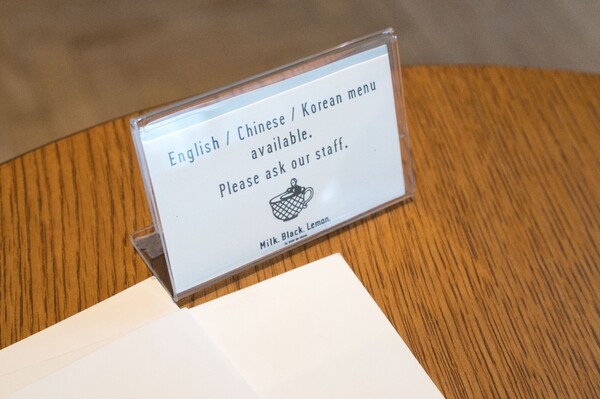 English / Chinese / Korean menu
available.
Please ask our staff.
Milk. Black. Lemon.